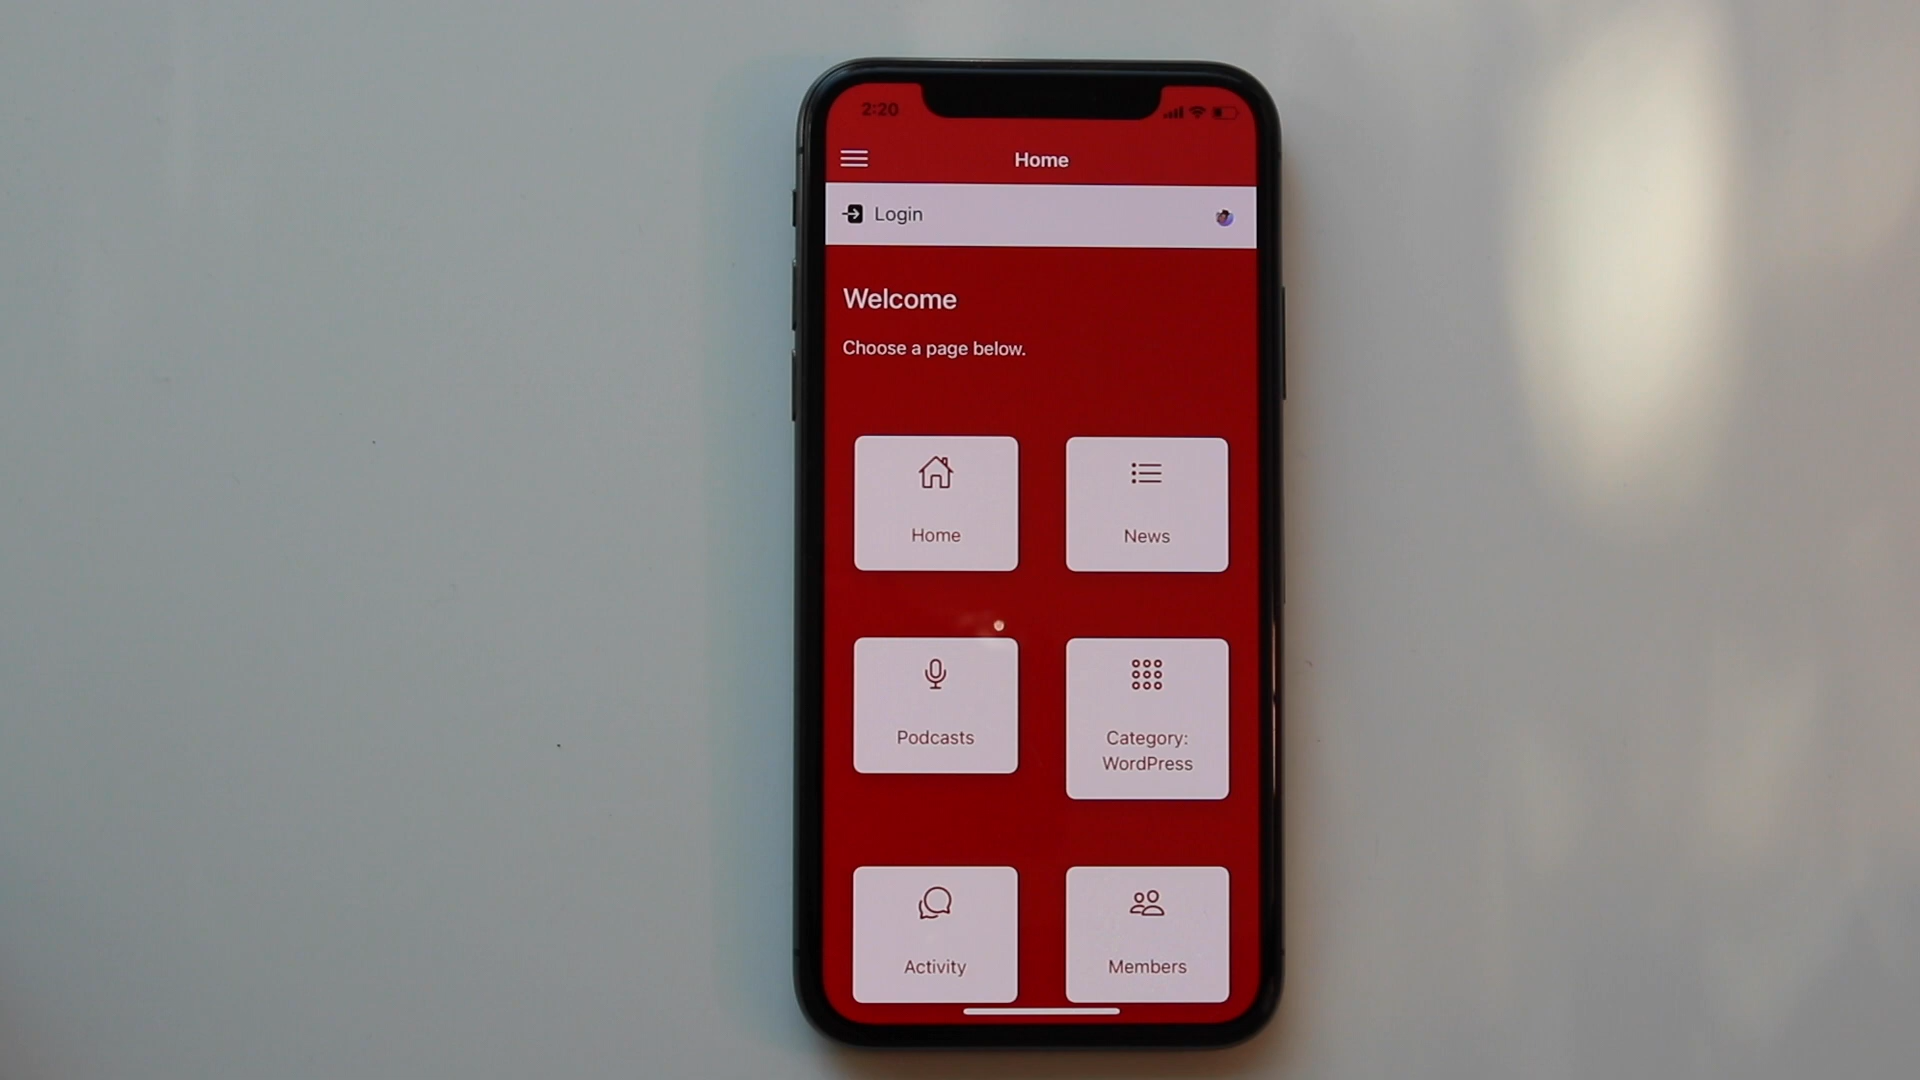 2:20
Home
Login
Welcome
Choose a page below.
Home
News
Podcasts
Category:
WordPress
Activity
Members